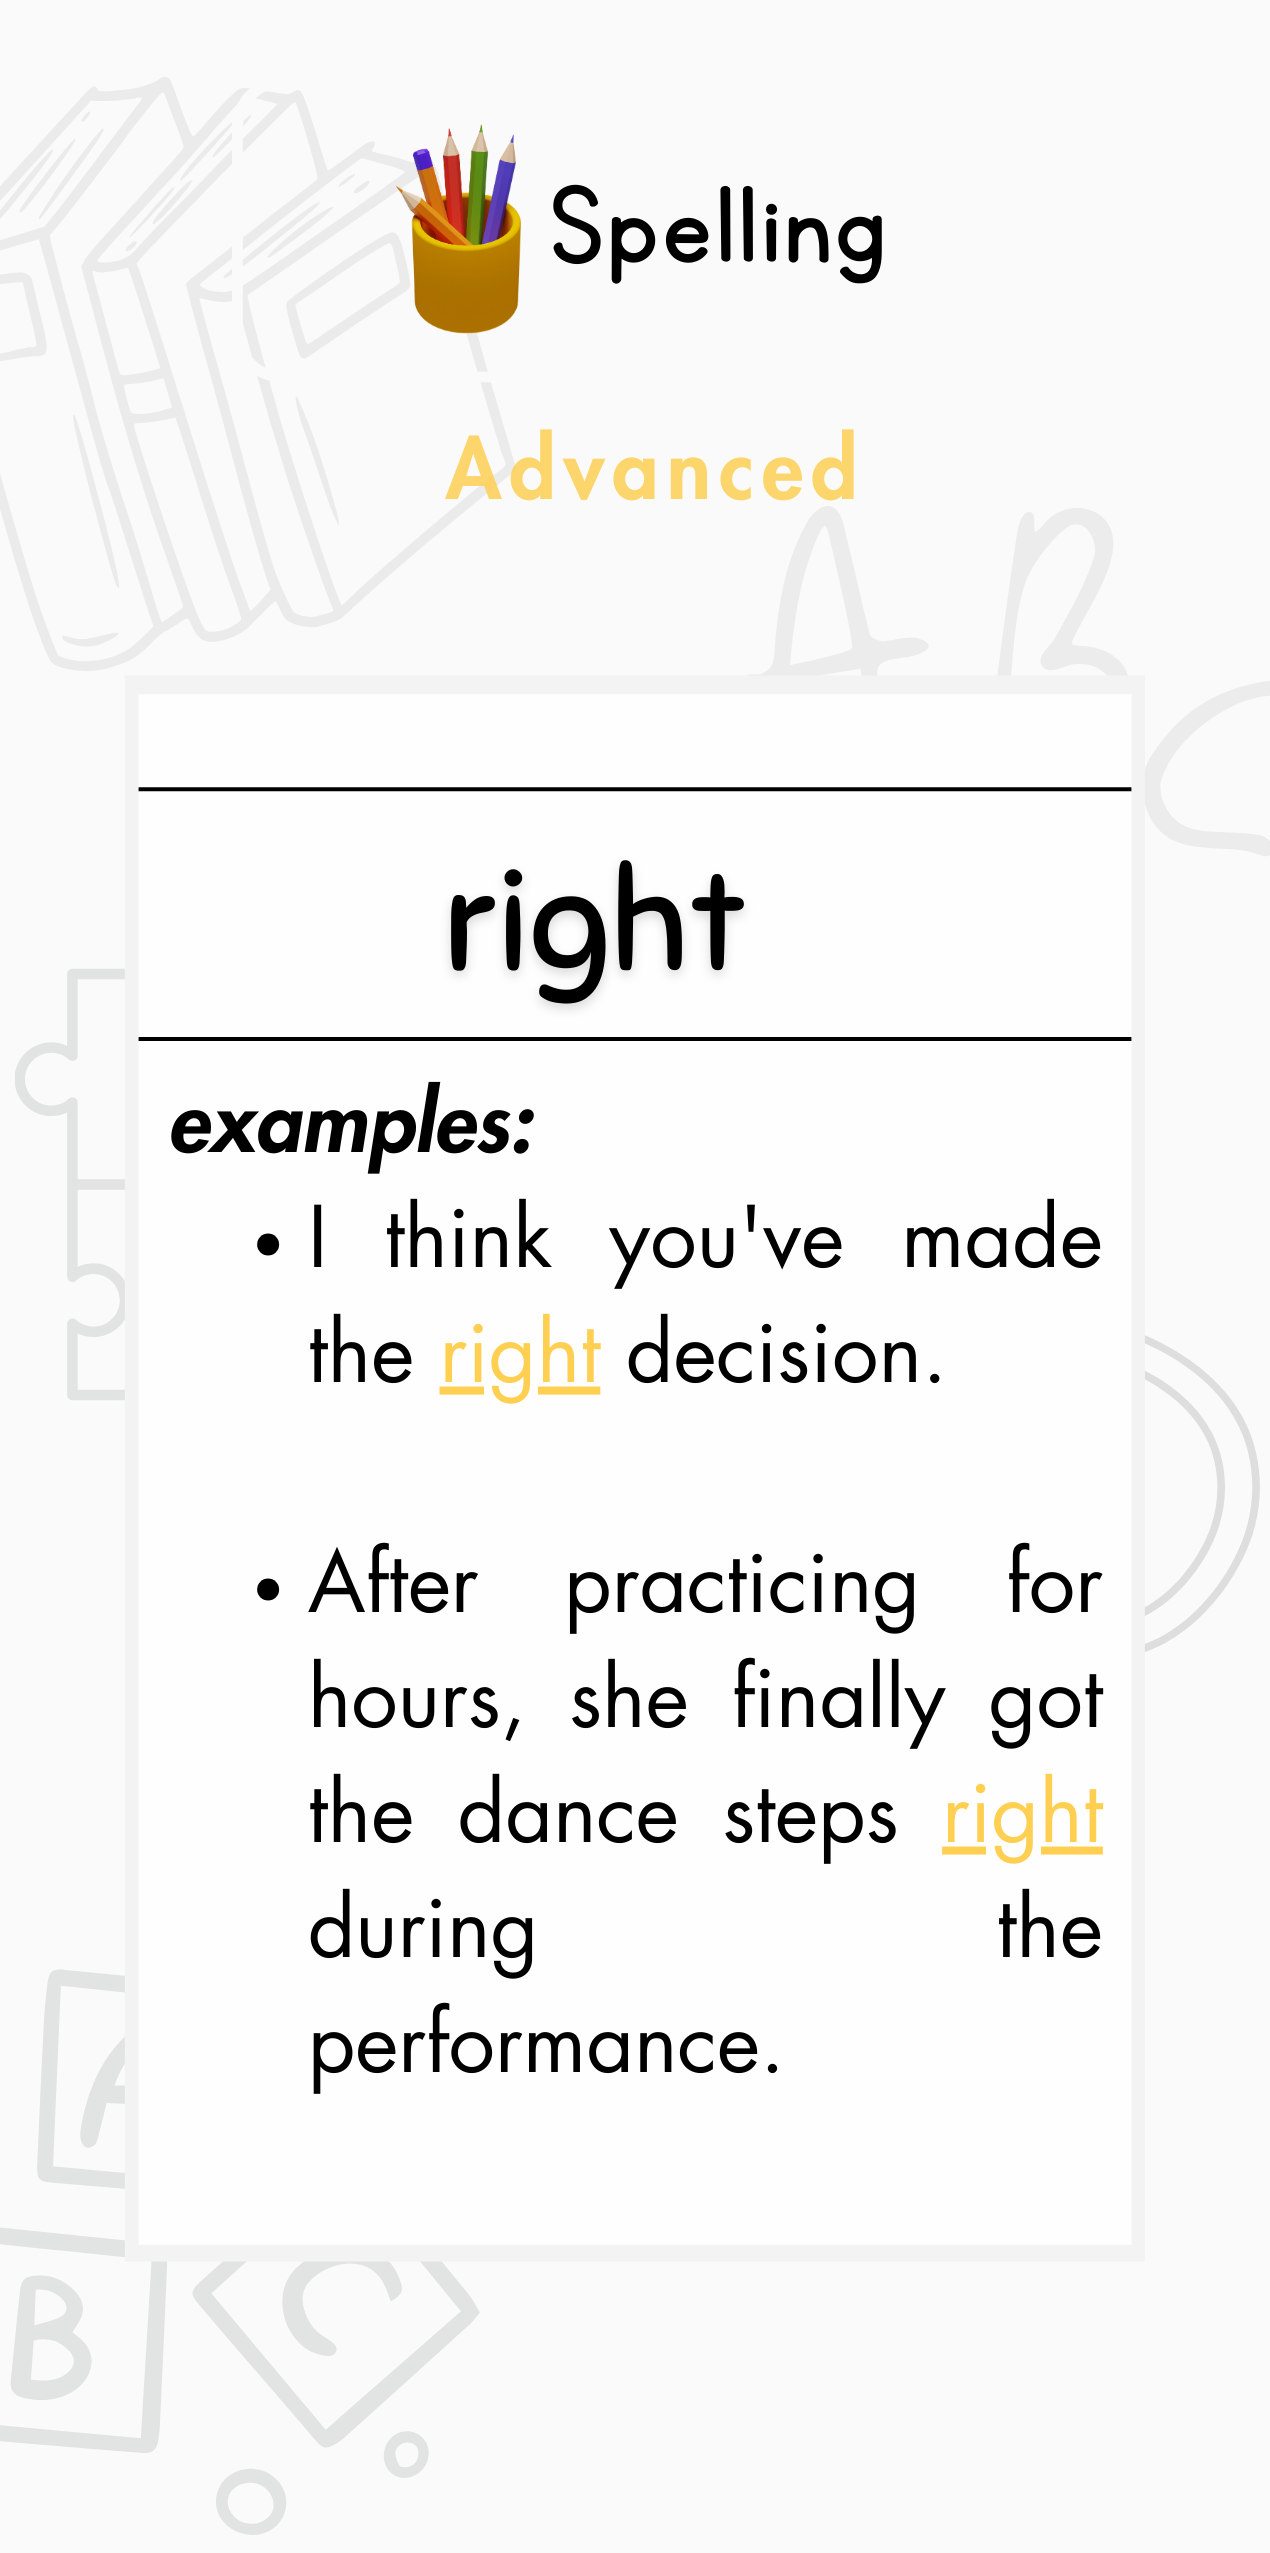 Spelling
Advanced
right
examples:
• I think you've made
the right decision.
• After practicing for
hours, she finally got
the dance steps right
during the
performance.
A B
A
B
C